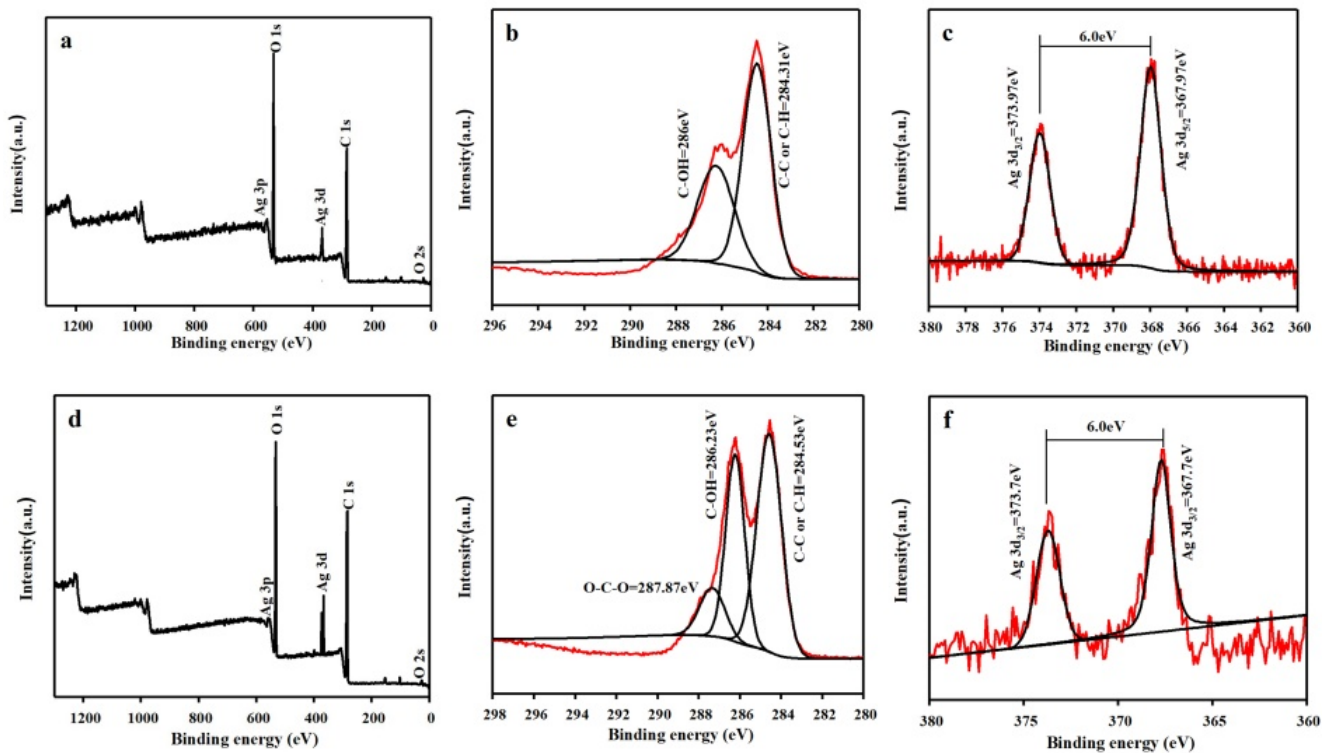 a
O 1s
C 1s
Ag 3p
Ag 3d
O 2s
Intensity(a.u.)
1200 1000 800 600 400 200 0
Binding energy (eV)
b
C-OH=286eV
C-C or C-H=284.31eV
Intensity(a.u.)
296 294 292 290 288 286 284 282 280
Binding energy (eV)
c
6.0eV
Ag 3d3/2=373.97eV
Ag 3d5/2=367.97eV
Intensity(a.u.)
380 378 376 374 372 370 368 366 364 362 360
Binding energy (eV)
d
O 1s
C 1s
Ag 3p
Ag 3d
O 2s
Intensity(a.u.)
1200 1000 800 600 400 200 0
Binding energy (eV)
e
C-OH=286.23eV
C-C or C-H=284.53eV
O-C-O=287.87eV
Intensity(a.u.)
298 296 294 292 290 288 286 284 282 280
Binding energy (eV)
f
6.0eV
Ag 3d3/2=373.7eV
Ag 3d3/2=367.7eV
Intensity(a.u.)
380 375 370 365 360
Binding energy (eV)